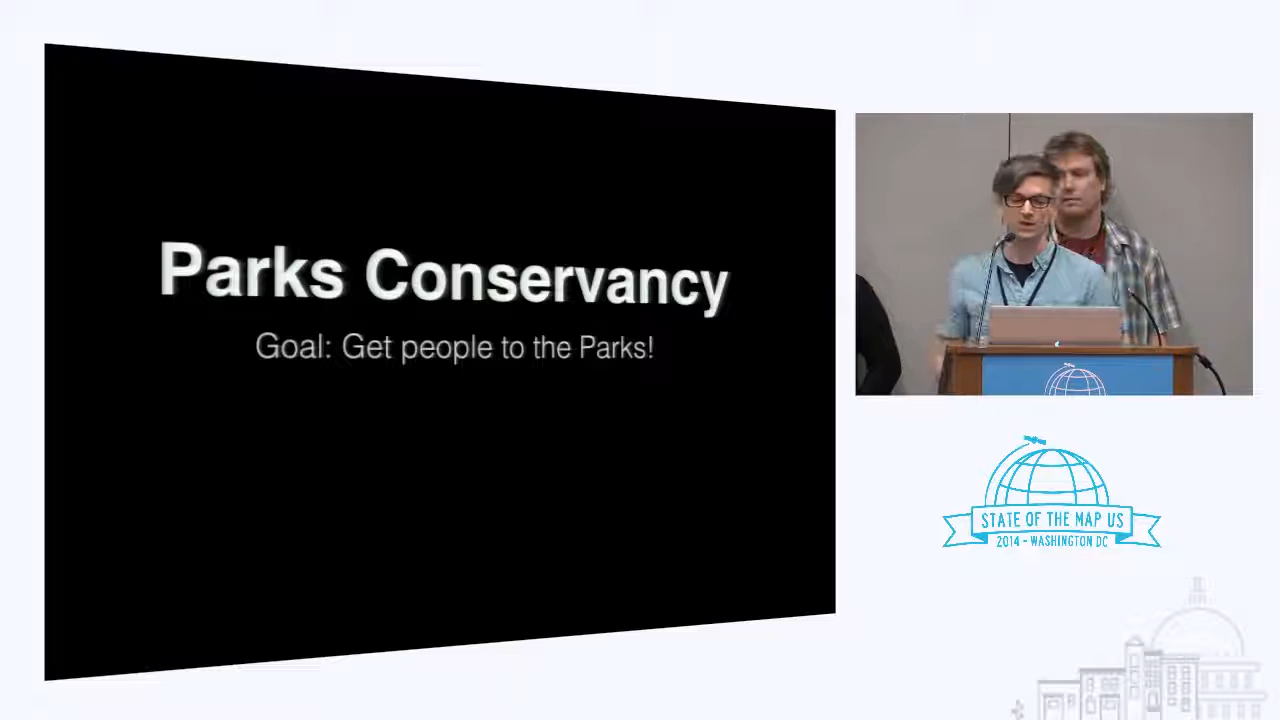 Parks Conservancy
Goal: Get people to the Parks!
STATE OF THE MAP US
2014 - WASHINGTON DC